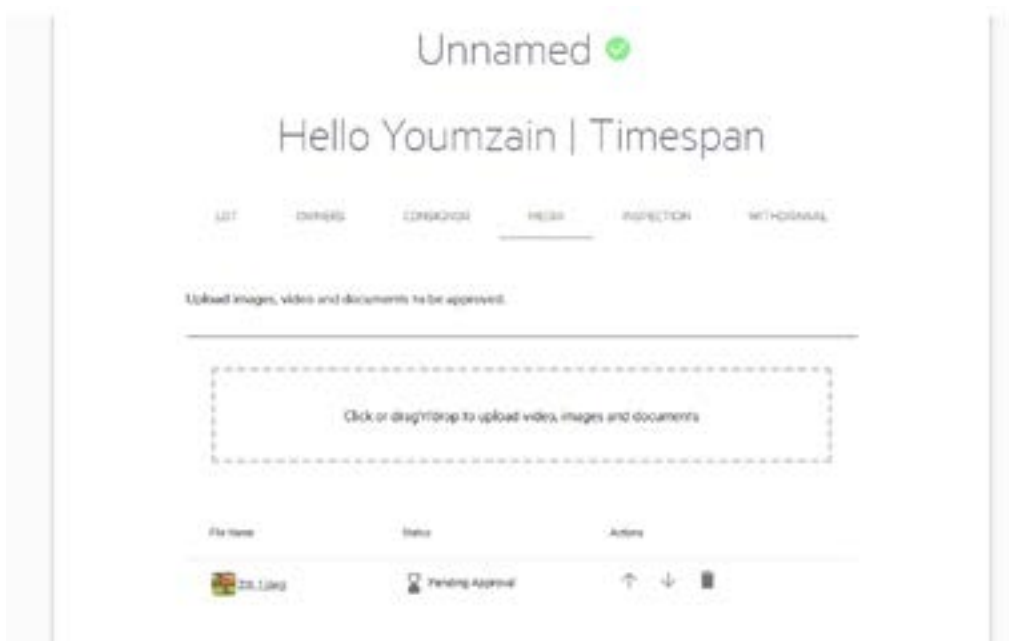 Unnamed
Hello Youmzain | Timespan
LOT OWNERS CONSIGNOR MEDIA INSPECTION WITHDRAWAL
Upload images, video and documents to be approved.
Click or drag'n'drop to upload video, images and documents
File Name Status Actions
Pending Approval